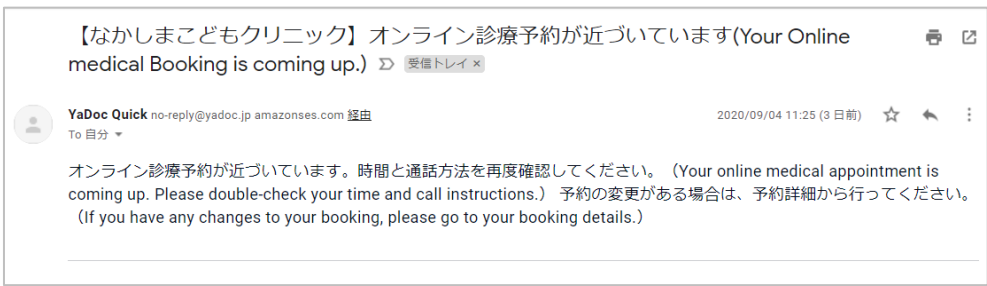 【なかしまこどもクリニック】オンライン診療予約が近づいています(Your Online
medical Booking is coming up.) 受信トレイ ×
YaDoc Quick no-reply@yadoc.jp amazonses.com 経由 2020/09/04 11:25 (3 日前)
To 自分
オンライン診療予約が近づいています。時間と通話方法を再度確認してください。（Your online medical appointment is
coming up. Please double-check your time and call instructions.） 予約の変更がある場合は、予約詳細から行ってください。
（If you have any changes to your booking, please go to your booking details.）